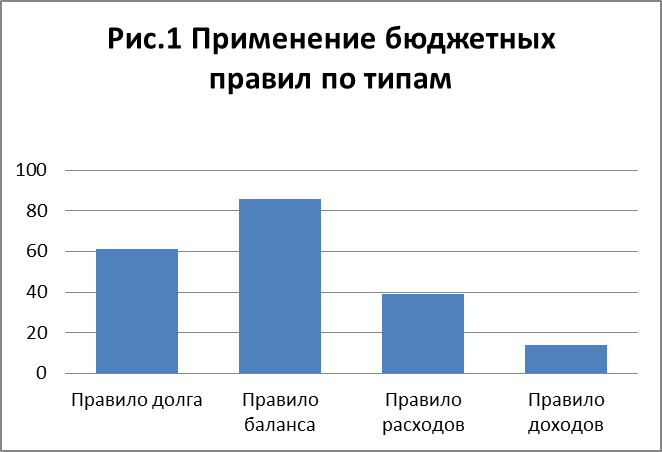 Рис.1 Применение бюджетных
правил по типам
100
80
60
40
20
0
Правило долга
Правило
баланса
Правило
расходов
Правило
доходов